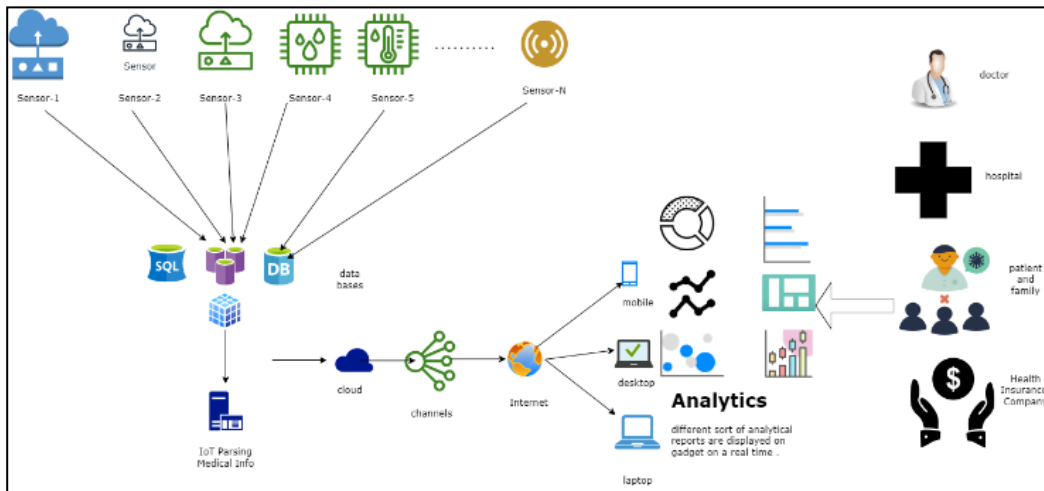 Sensor
Sensor-1
Sensor-2
Sensor-3
Sensor-4
Sensor-5
Sensor-N
doctor
hospital
SQL
DB
data
bases
patient
and
family
mobile
cloud
channels
Internet
desktop
Analytics
different sort of analytical
reports are displayed on
gadget on a real time .
laptop
IoT Parsing
Medical Info
$
Health
Insurance
Company